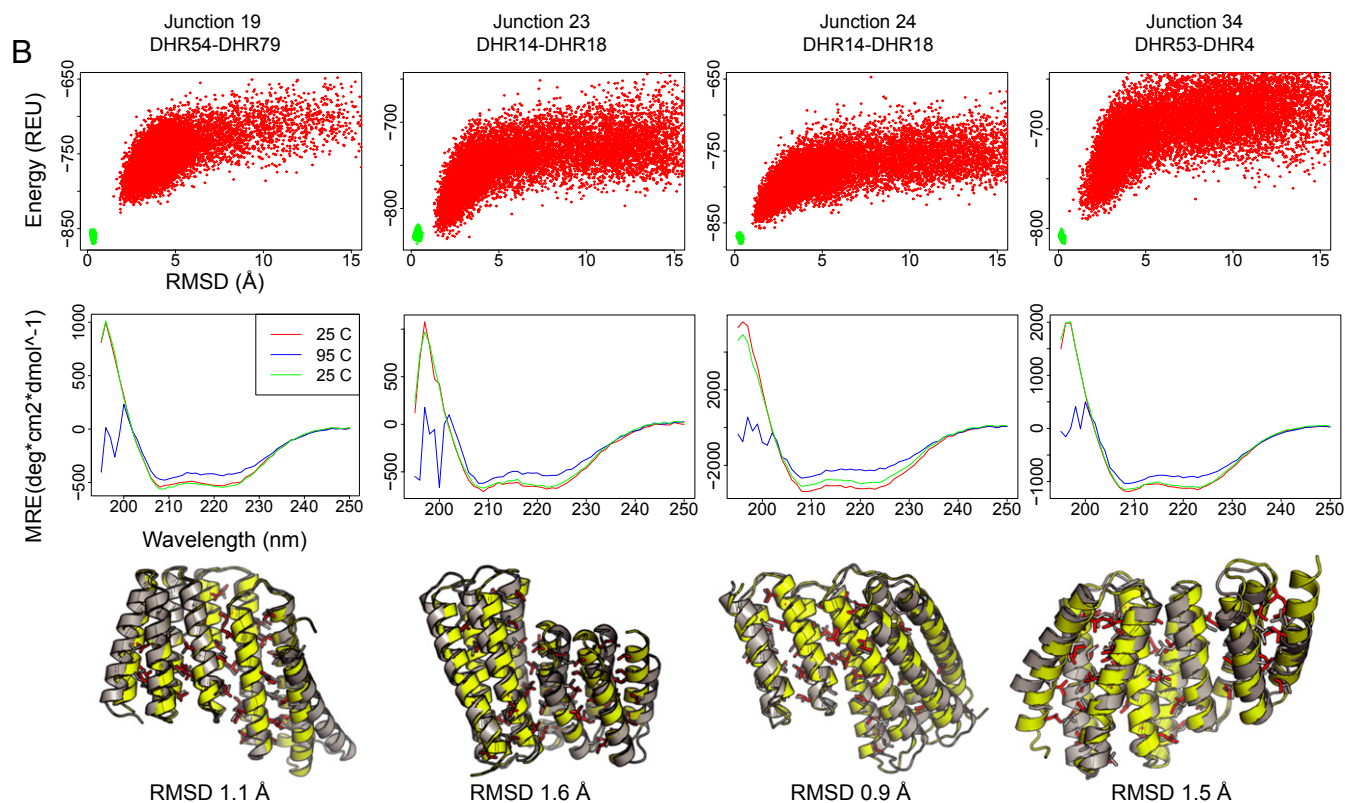 B
Junction 19
DHR54-DHR79
Junction 23
DHR14-DHR18
Junction 24
DHR14-DHR18
Junction 34
DHR53-DHR4
Energy (REU)
−650
−750
−850
0 5 10 15
−700
−800
0 5 10 15
−650
−750
−850
0 5 10 15
−700
−800
0 5 10 15
RMSD (Å)
MRE(deg*cm2*dmol^-1)
1000
500
0
−500
25 C
95 C
25 C
200 210 220 230 240 250
500
0
−500
200 210 220 230 240 250
2000
−2000
200 210 220 230 240 250
2000
1000
0
−1000
200 210 220 230 240 250
Wavelength (nm)
RMSD 1.1 Å
RMSD 1.6 Å
RMSD 0.9 Å
RMSD 1.5 Å